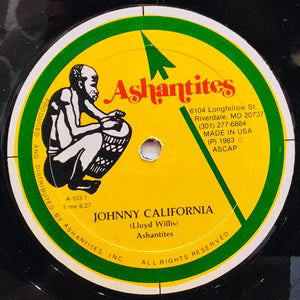 Ashantites
6104 Longfellow St.
Riverdale, MD 20737
(301) 277-6884
MADE IN USA
(P) 1983 ©
ASCAP
A 103-1
Time 6:27
JOHNNY CALIFORNIA
(Lloyd Willis)
Ashantites
PRODUCED AND DISTRIBUTED BY ASHANTITES, INC. ALL RIGHTS RESERVED